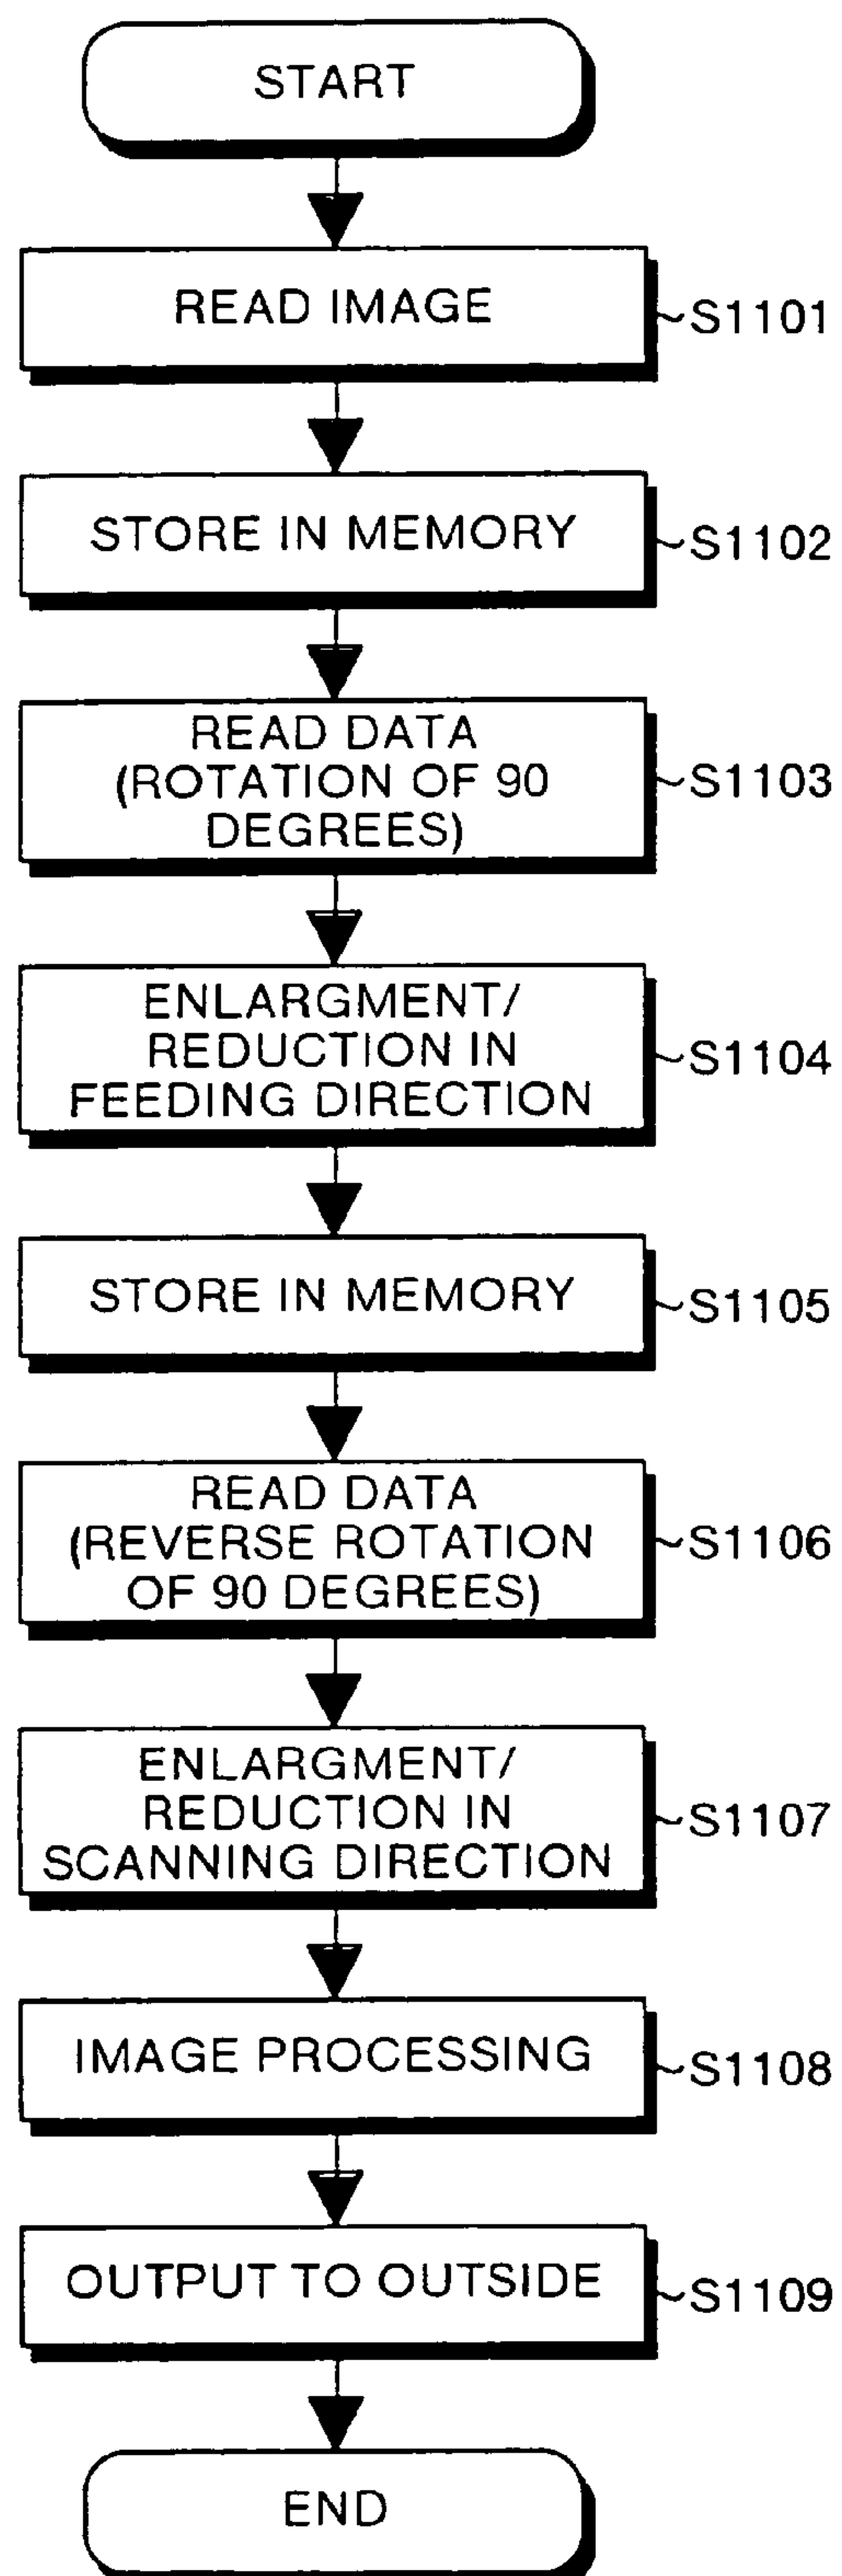 START
READ IMAGE
S1101
STORE IN MEMORY
S1102
READ DATA
(ROTATION OF 90
DEGREES)
S1103
ENLARGMENT/
REDUCTION IN
FEEDING DIRECTION
S1104
STORE IN MEMORY
S1105
READ DATA
(REVERSE ROTATION
OF 90 DEGREES)
S1106
ENLARGMENT/
REDUCTION IN
SCANNING DIRECTION
S1107
IMAGE PROCESSING
S1108
OUTPUT TO OUTSIDE
S1109
END